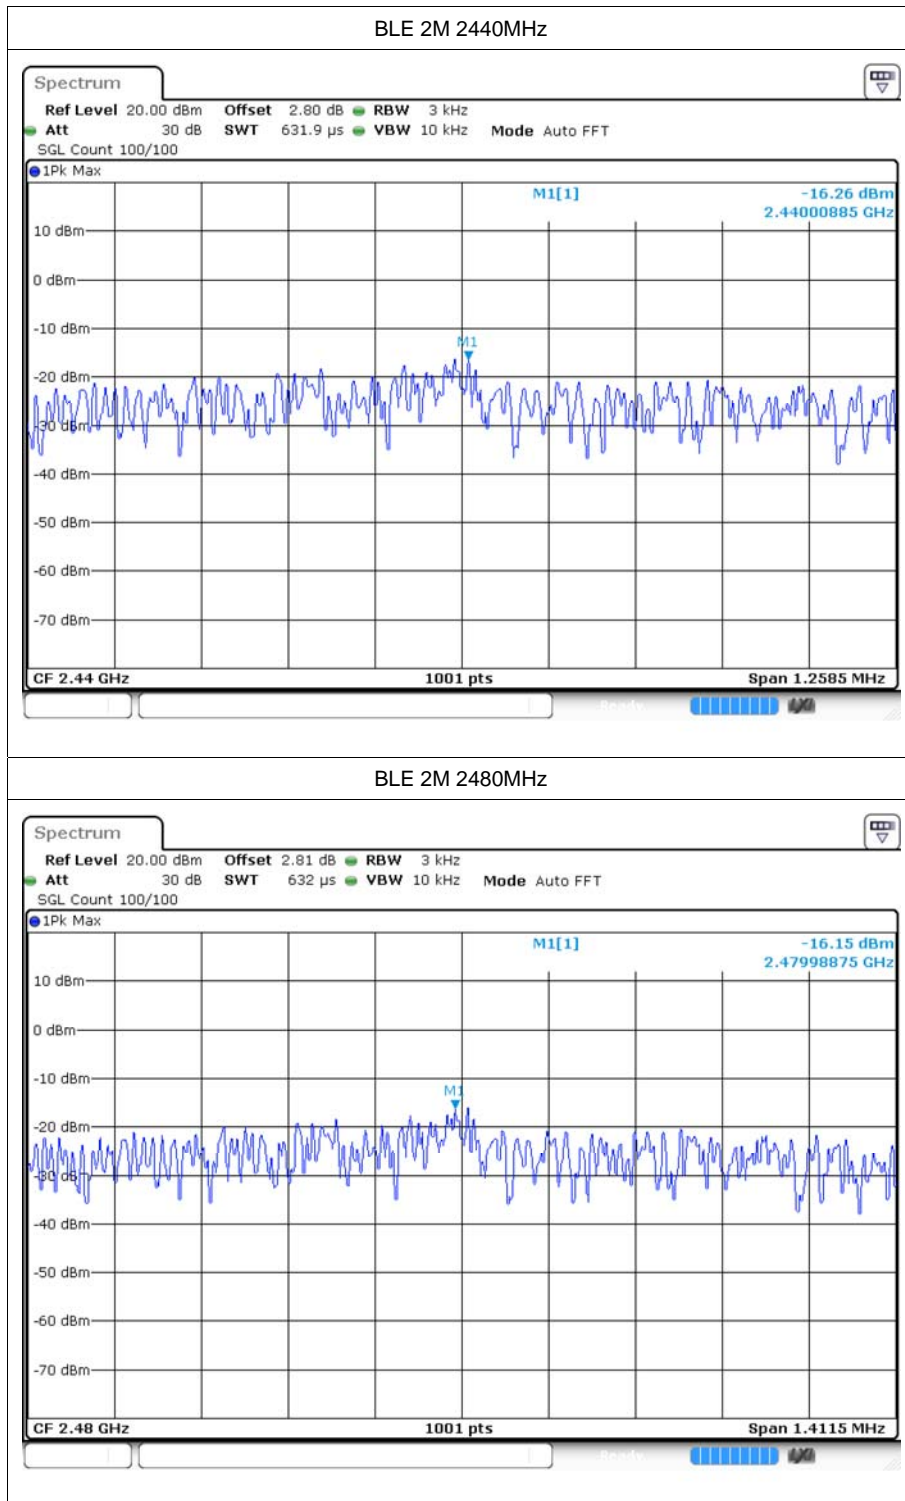 BLE 2M 2440MHz
Spectrum
Ref Level 20.00 dBm Offset 2.80 dB RBW 3 kHz
Att 30 dB SWT 631.9 µs VBW 10 kHz Mode Auto FFT
SGL Count 100/100
1Pk Max
M1[1] -16.26 dBm
2.44000885 GHz
10 dBm
0 dBm
-10 dBm
M1
-20 dBm
-30 dBm
-40 dBm
-50 dBm
-60 dBm
-70 dBm
CF 2.44 GHz 1001 pts Span 1.2585 MHz
Ready
BLE 2M 2480MHz
Spectrum
Ref Level 20.00 dBm Offset 2.81 dB RBW 3 kHz
Att 30 dB SWT 632 µs VBW 10 kHz Mode Auto FFT
SGL Count 100/100
1Pk Max
M1[1] -16.15 dBm
2.47998875 GHz
10 dBm
0 dBm
-10 dBm
M1
-20 dBm
-30 dBm
-40 dBm
-50 dBm
-60 dBm
-70 dBm
CF 2.48 GHz 1001 pts Span 1.4115 MHz
Ready